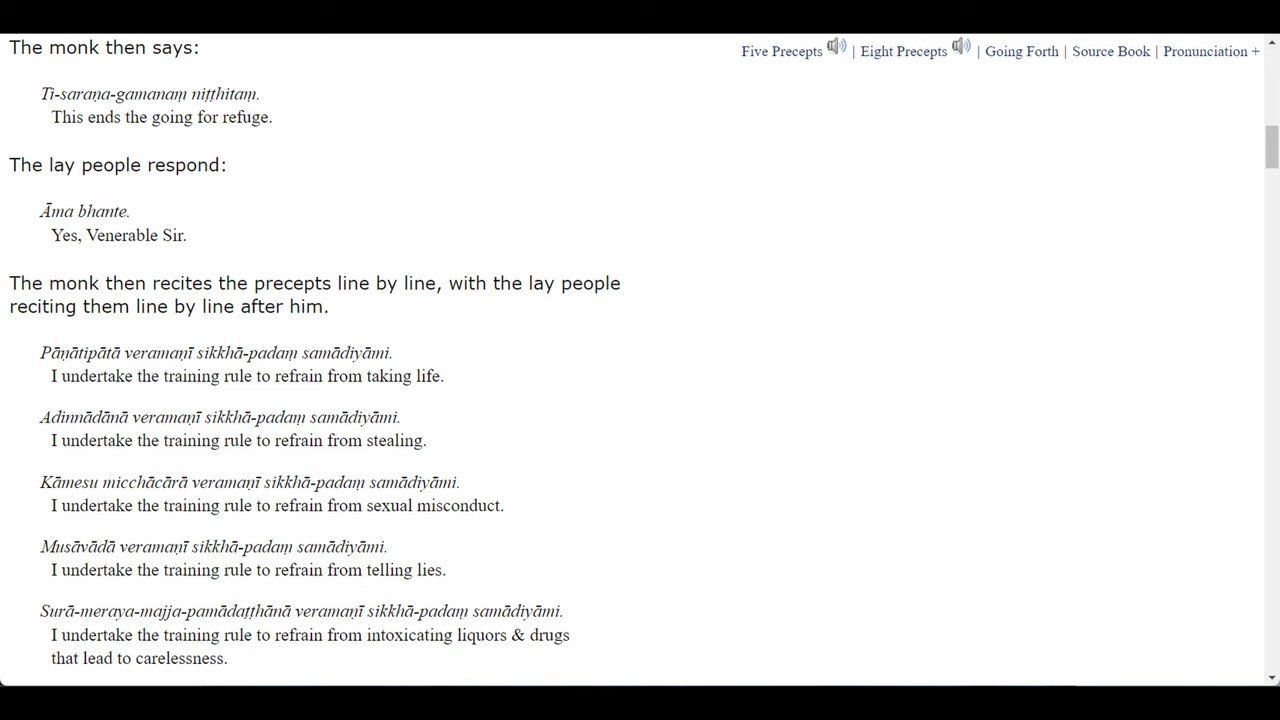 The monk then says:
Five Precepts | Eight Precepts | Going Forth | Source Book | Pronunciation +
Ti-saraṇa-gamanaṃ niṭṭhitaṃ.
This ends the going for refuge.
The lay people respond:
Āma bhante.
Yes, Venerable Sir.
The monk then recites the precepts line by line, with the lay people
reciting them line by line after him.
Pāṇātipātā veramaṇī sikkhā-padaṃ samādiyāmi.
I undertake the training rule to refrain from taking life.
Adinnādānā veramaṇī sikkhā-padaṃ samādiyāmi.
I undertake the training rule to refrain from stealing.
Kāmesu micchācārā veramaṇī sikkhā-padaṃ samādiyāmi.
I undertake the training rule to refrain from sexual misconduct.
Musāvādā veramaṇī sikkhā-padaṃ samādiyāmi.
I undertake the training rule to refrain from telling lies.
Surā-meraya-majja-pamādaṭṭhānā veramaṇī sikkhā-padaṃ samādiyāmi.
I undertake the training rule to refrain from intoxicating liquors & drugs
that lead to carelessness.